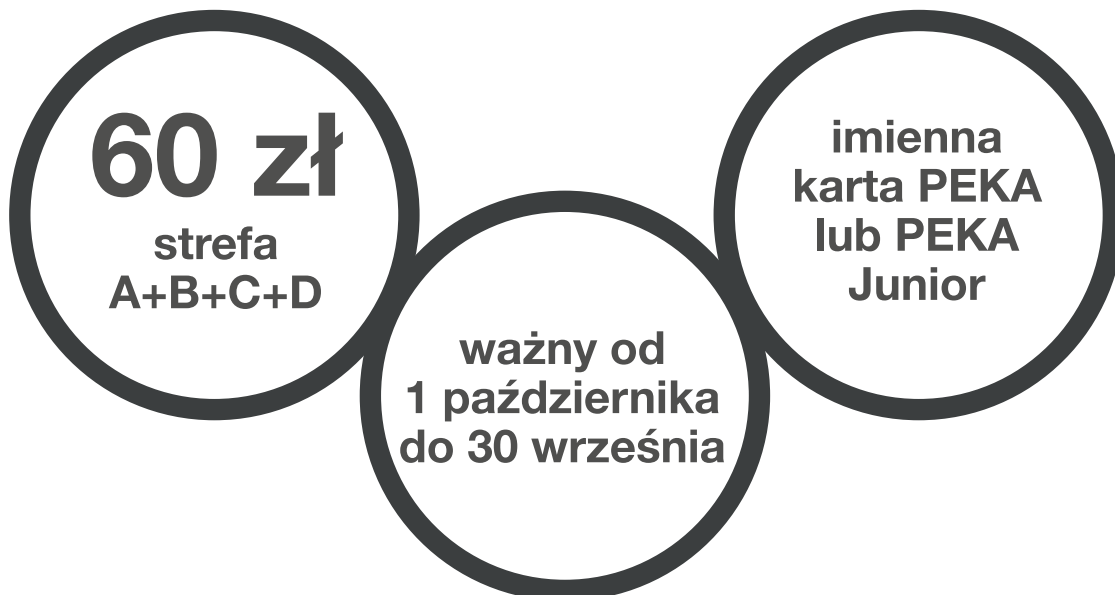 60 zł
strefa
A+B+C+D
ważny od
1 października
do 30 września
imienna
karta PEKA
lub PEKA
Junior